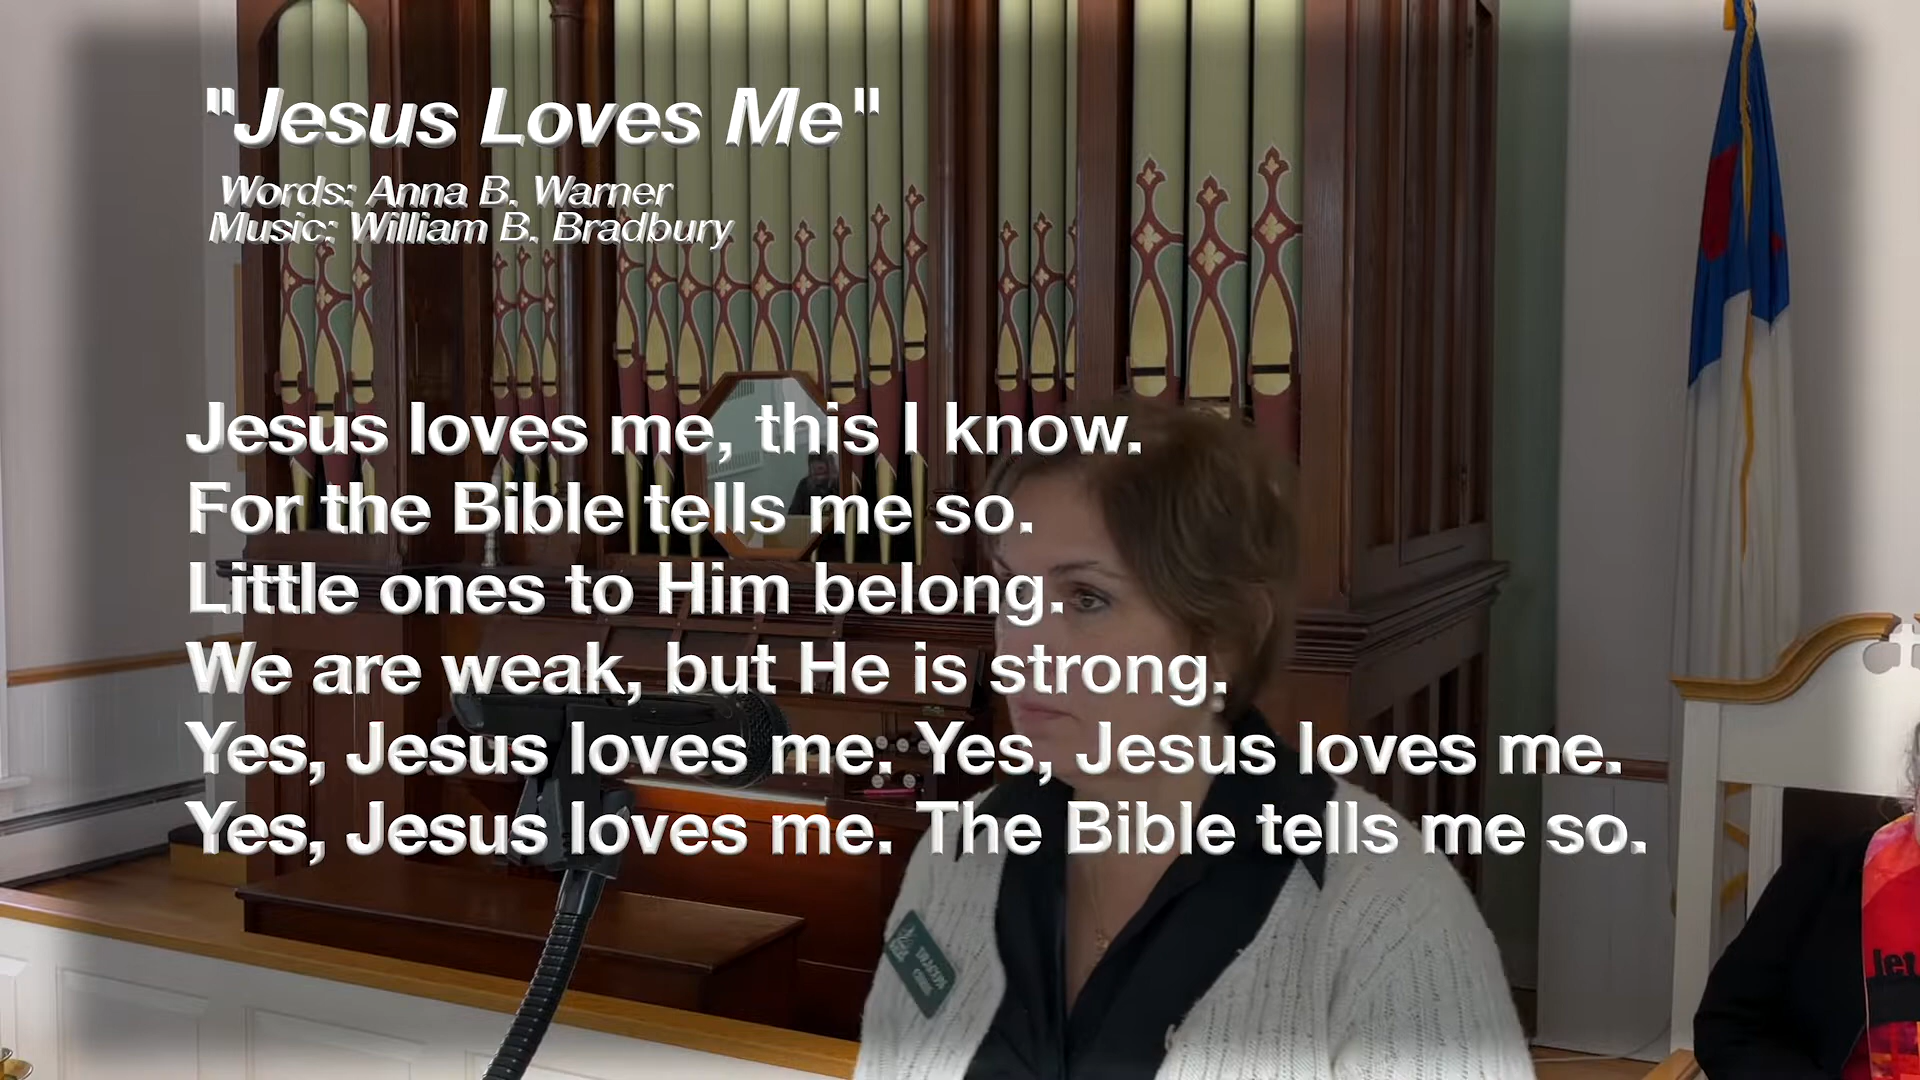 "Jesus Loves Me"
Words: Anna B. Warner
Music: William B. Bradbury
Jesus loves me, this I know.
For the Bible tells me so.
Little ones to Him belong.
We are weak, but He is strong.
Yes, Jesus loves me. Yes, Jesus loves me.
Yes, Jesus loves me. The Bible tells me so.
let